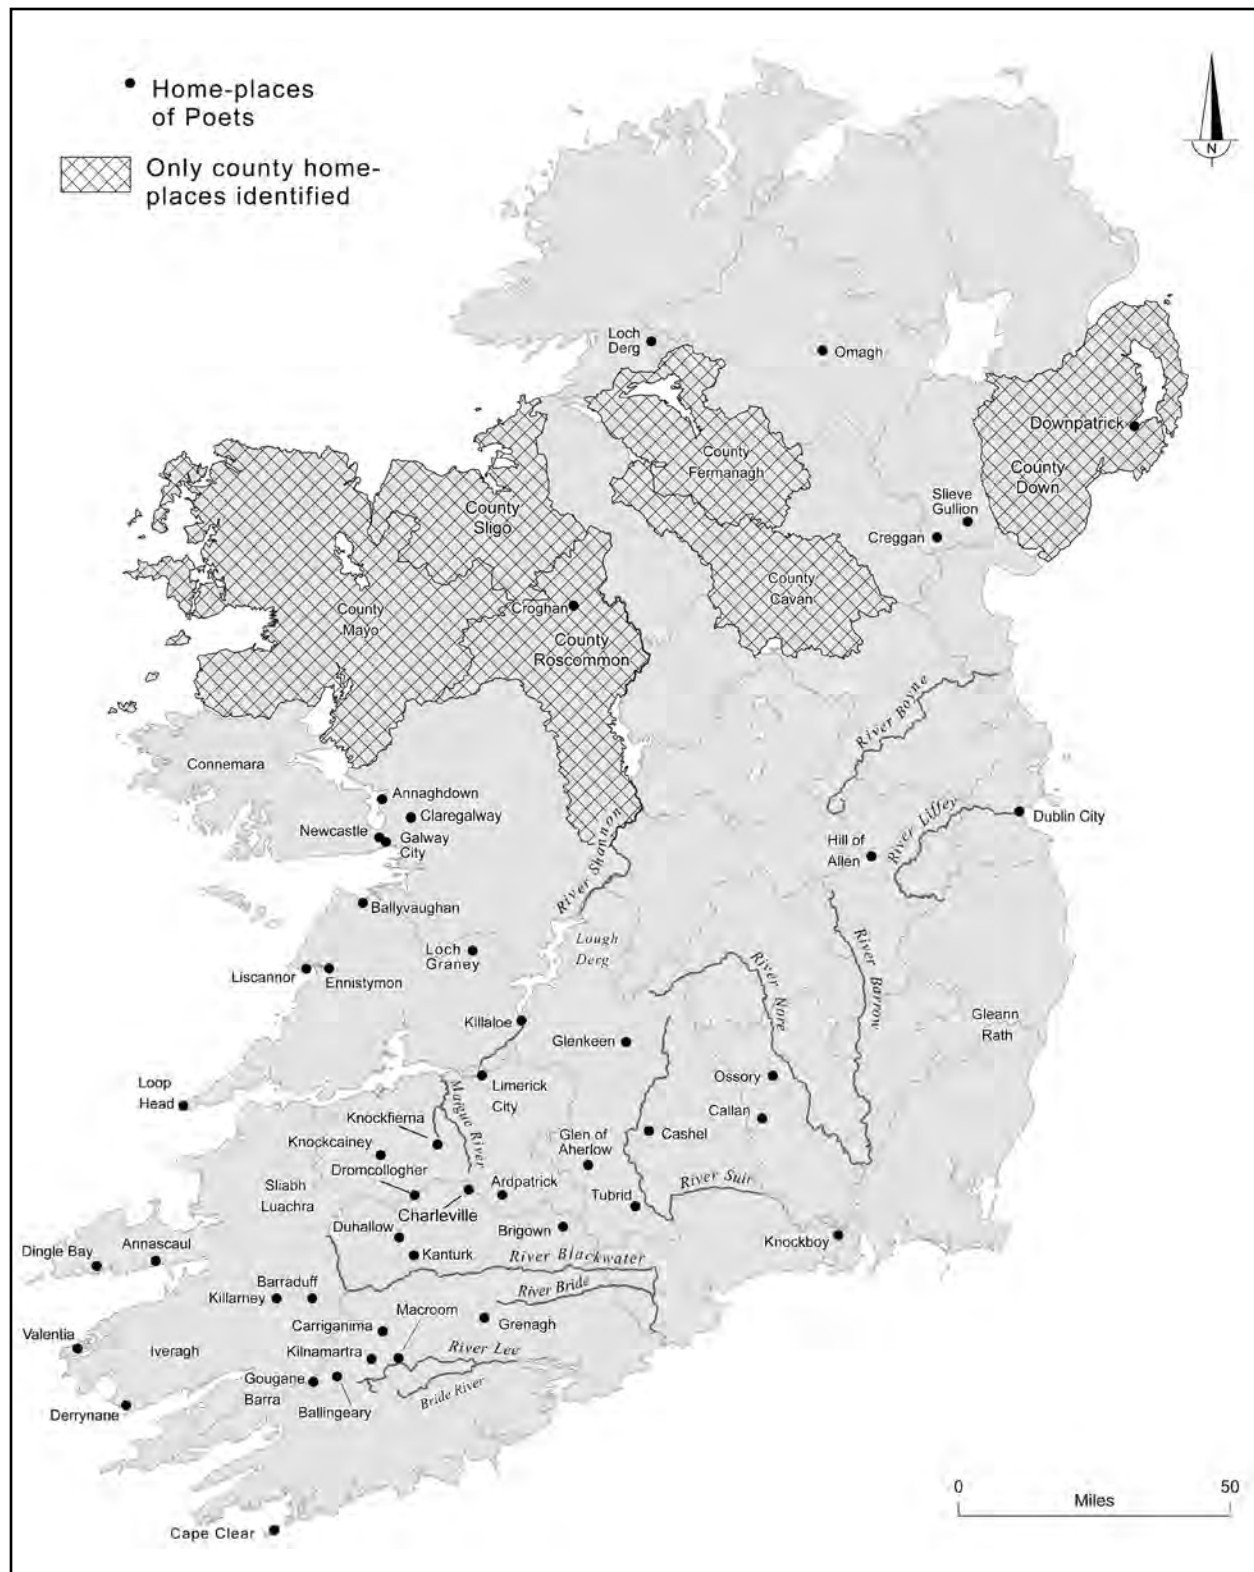 Home-places
of Poets
Only county home-
places identified
N
Loch
Derg
Omagh
Downpatrick
County
Down
County
Fermanagh
Slieve
Gullion
Creggan
County
Sligo
County
Cavan
County
Mayo
Croghan
County
Roscommon
River Boyne
Connemara
Annaghdown
Claregalway
Newcastle
Galway
City
River Shannon
River Liffey
Dublin City
Hill of
Allen
Ballyvaughan
Loch
Graney
Lough
Derg
River Nore
River Barrow
Liscannor
Ennistymon
Killaloe
Glenkeen
Gleann
Rath
Loop
Head
Limerick
City
Ossory
Callan
Maigue River
Knockfierna
Knockcainey
Glen of
Aherlow
Cashel
Dromcollogher
Sliabh
Luachra
Ardpatrick
River Suir
Tubrid
Charleville
Duhallow
Brigown
Knockboy
Dingle Bay
Annascaul
Kanturk
River Blackwater
Barraduff
Killarney
River Bride
Macroom
Carriganima
Grenagh
Valentia
Iveragh
Kilnamartra
River Lee
Gougane
Barra
Bride River
Derrynane
Ballingeary
0
50
Miles
Cape Clear